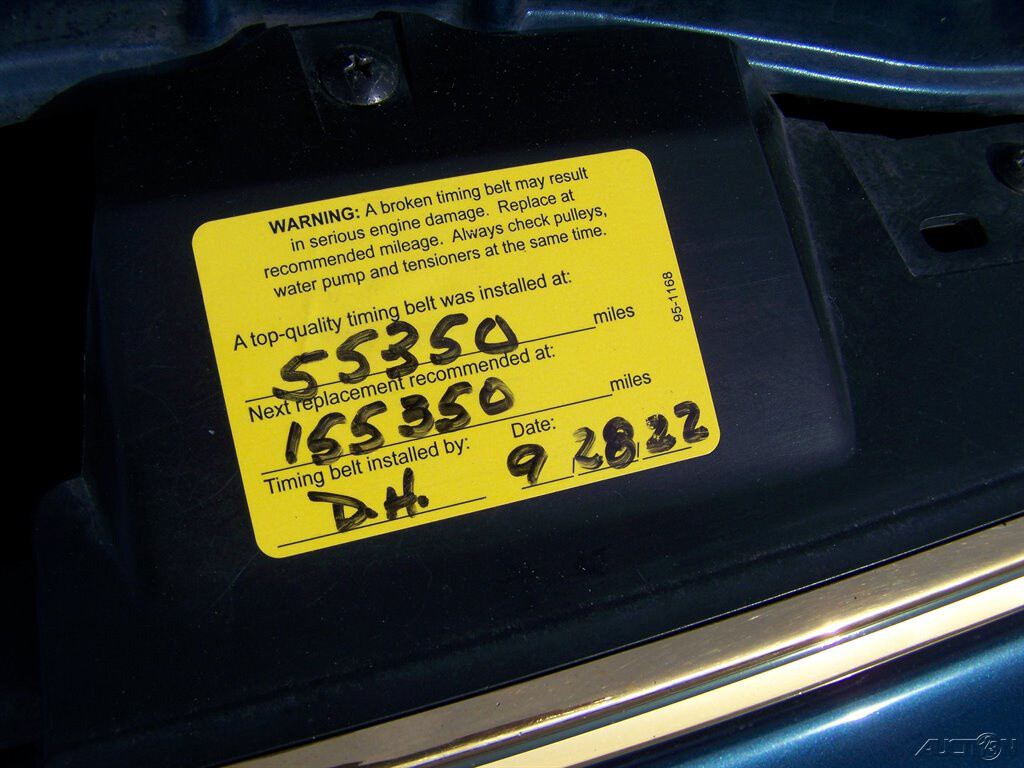 WARNING: A broken timing belt may result
in serious engine damage. Replace at
recommended mileage. Always check pulleys,
water pump and tensioners at the same time.
A top-quality timing belt was installed at:
55350 miles
Next replacement recommended at:
155350 miles
Timing belt installed by: Date:
D.H. 9 28 22
95-1168
AUCTION 123